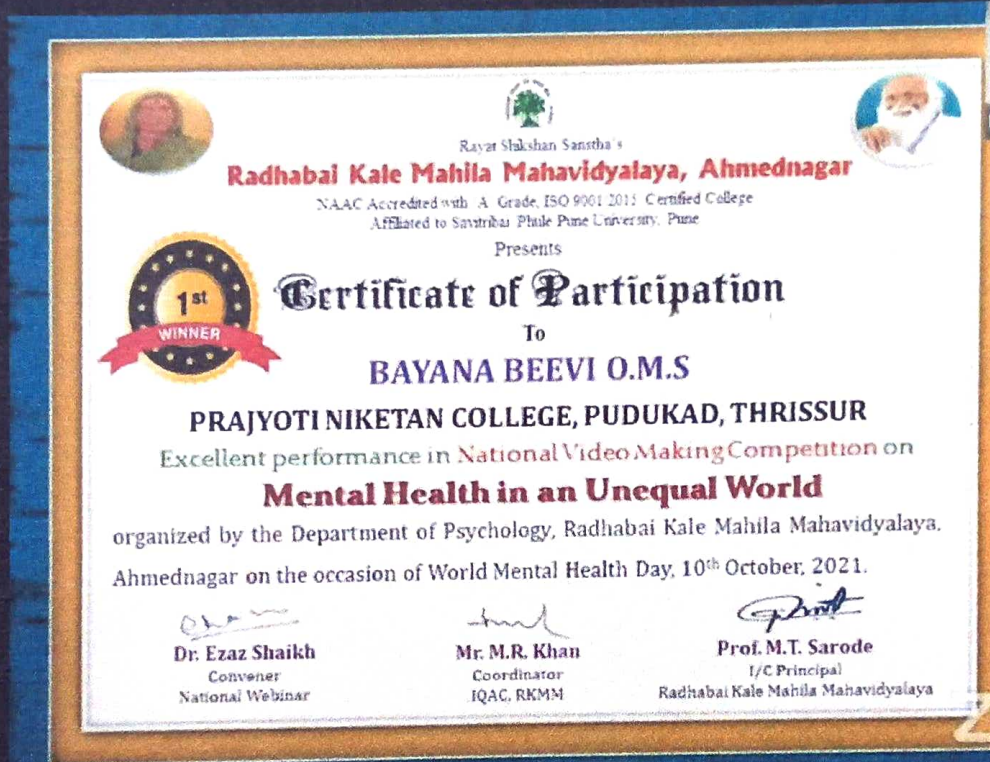 Rayat Shikshan Sanstha's
Radhabai Kale Mahila Mahavidyalaya, Ahmednagar
NAAC Accredited with A Grade, ISO 9001 2015 Certified College
Affiliated to Savitribai Phule Pune University, Pune
Presents
1st
WINNER
Certificate of Participation
To
BAYANA BEEVI O.M.S
PRAJYOTI NIKETAN COLLEGE, PUDUKAD, THRISSUR
Excellent performance in National Video Making Competition on
Mental Health in an Unequal World
organized by the Department of Psychology, Radhabai Kale Mahila Mahavidyalaya.
Ahmednagar on the occasion of World Mental Health Day, 10th October, 2021.
Dr. Ezaz Shaikh
Convener
National Webinar
Mr. M.R. Khan
Coordinator
IQAC, RKMM
Prof. M.T. Sarode
I/C Principal
Radhabai Kale Mahila Mahavidyalaya